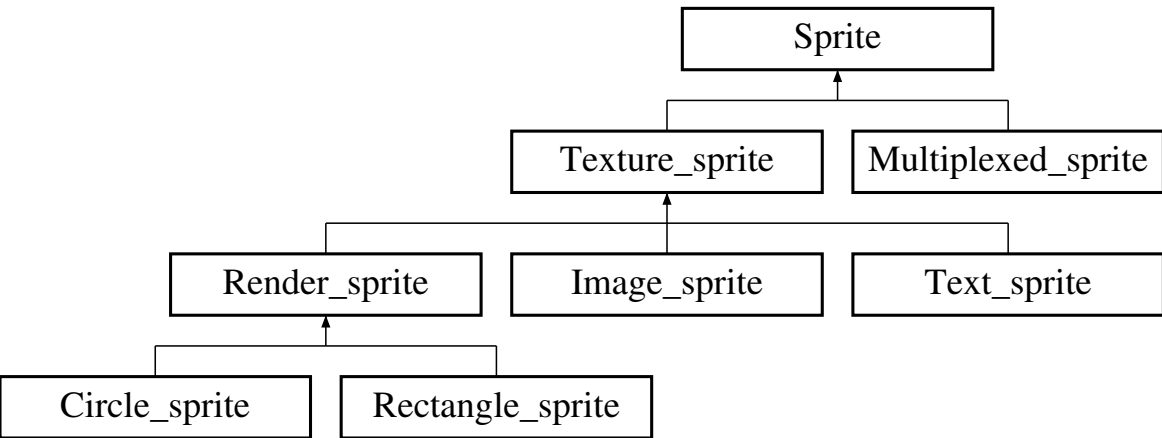 Sprite
Texture_sprite
Multiplexed_sprite
Render_sprite
Image_sprite
Text_sprite
Circle_sprite
Rectangle_sprite